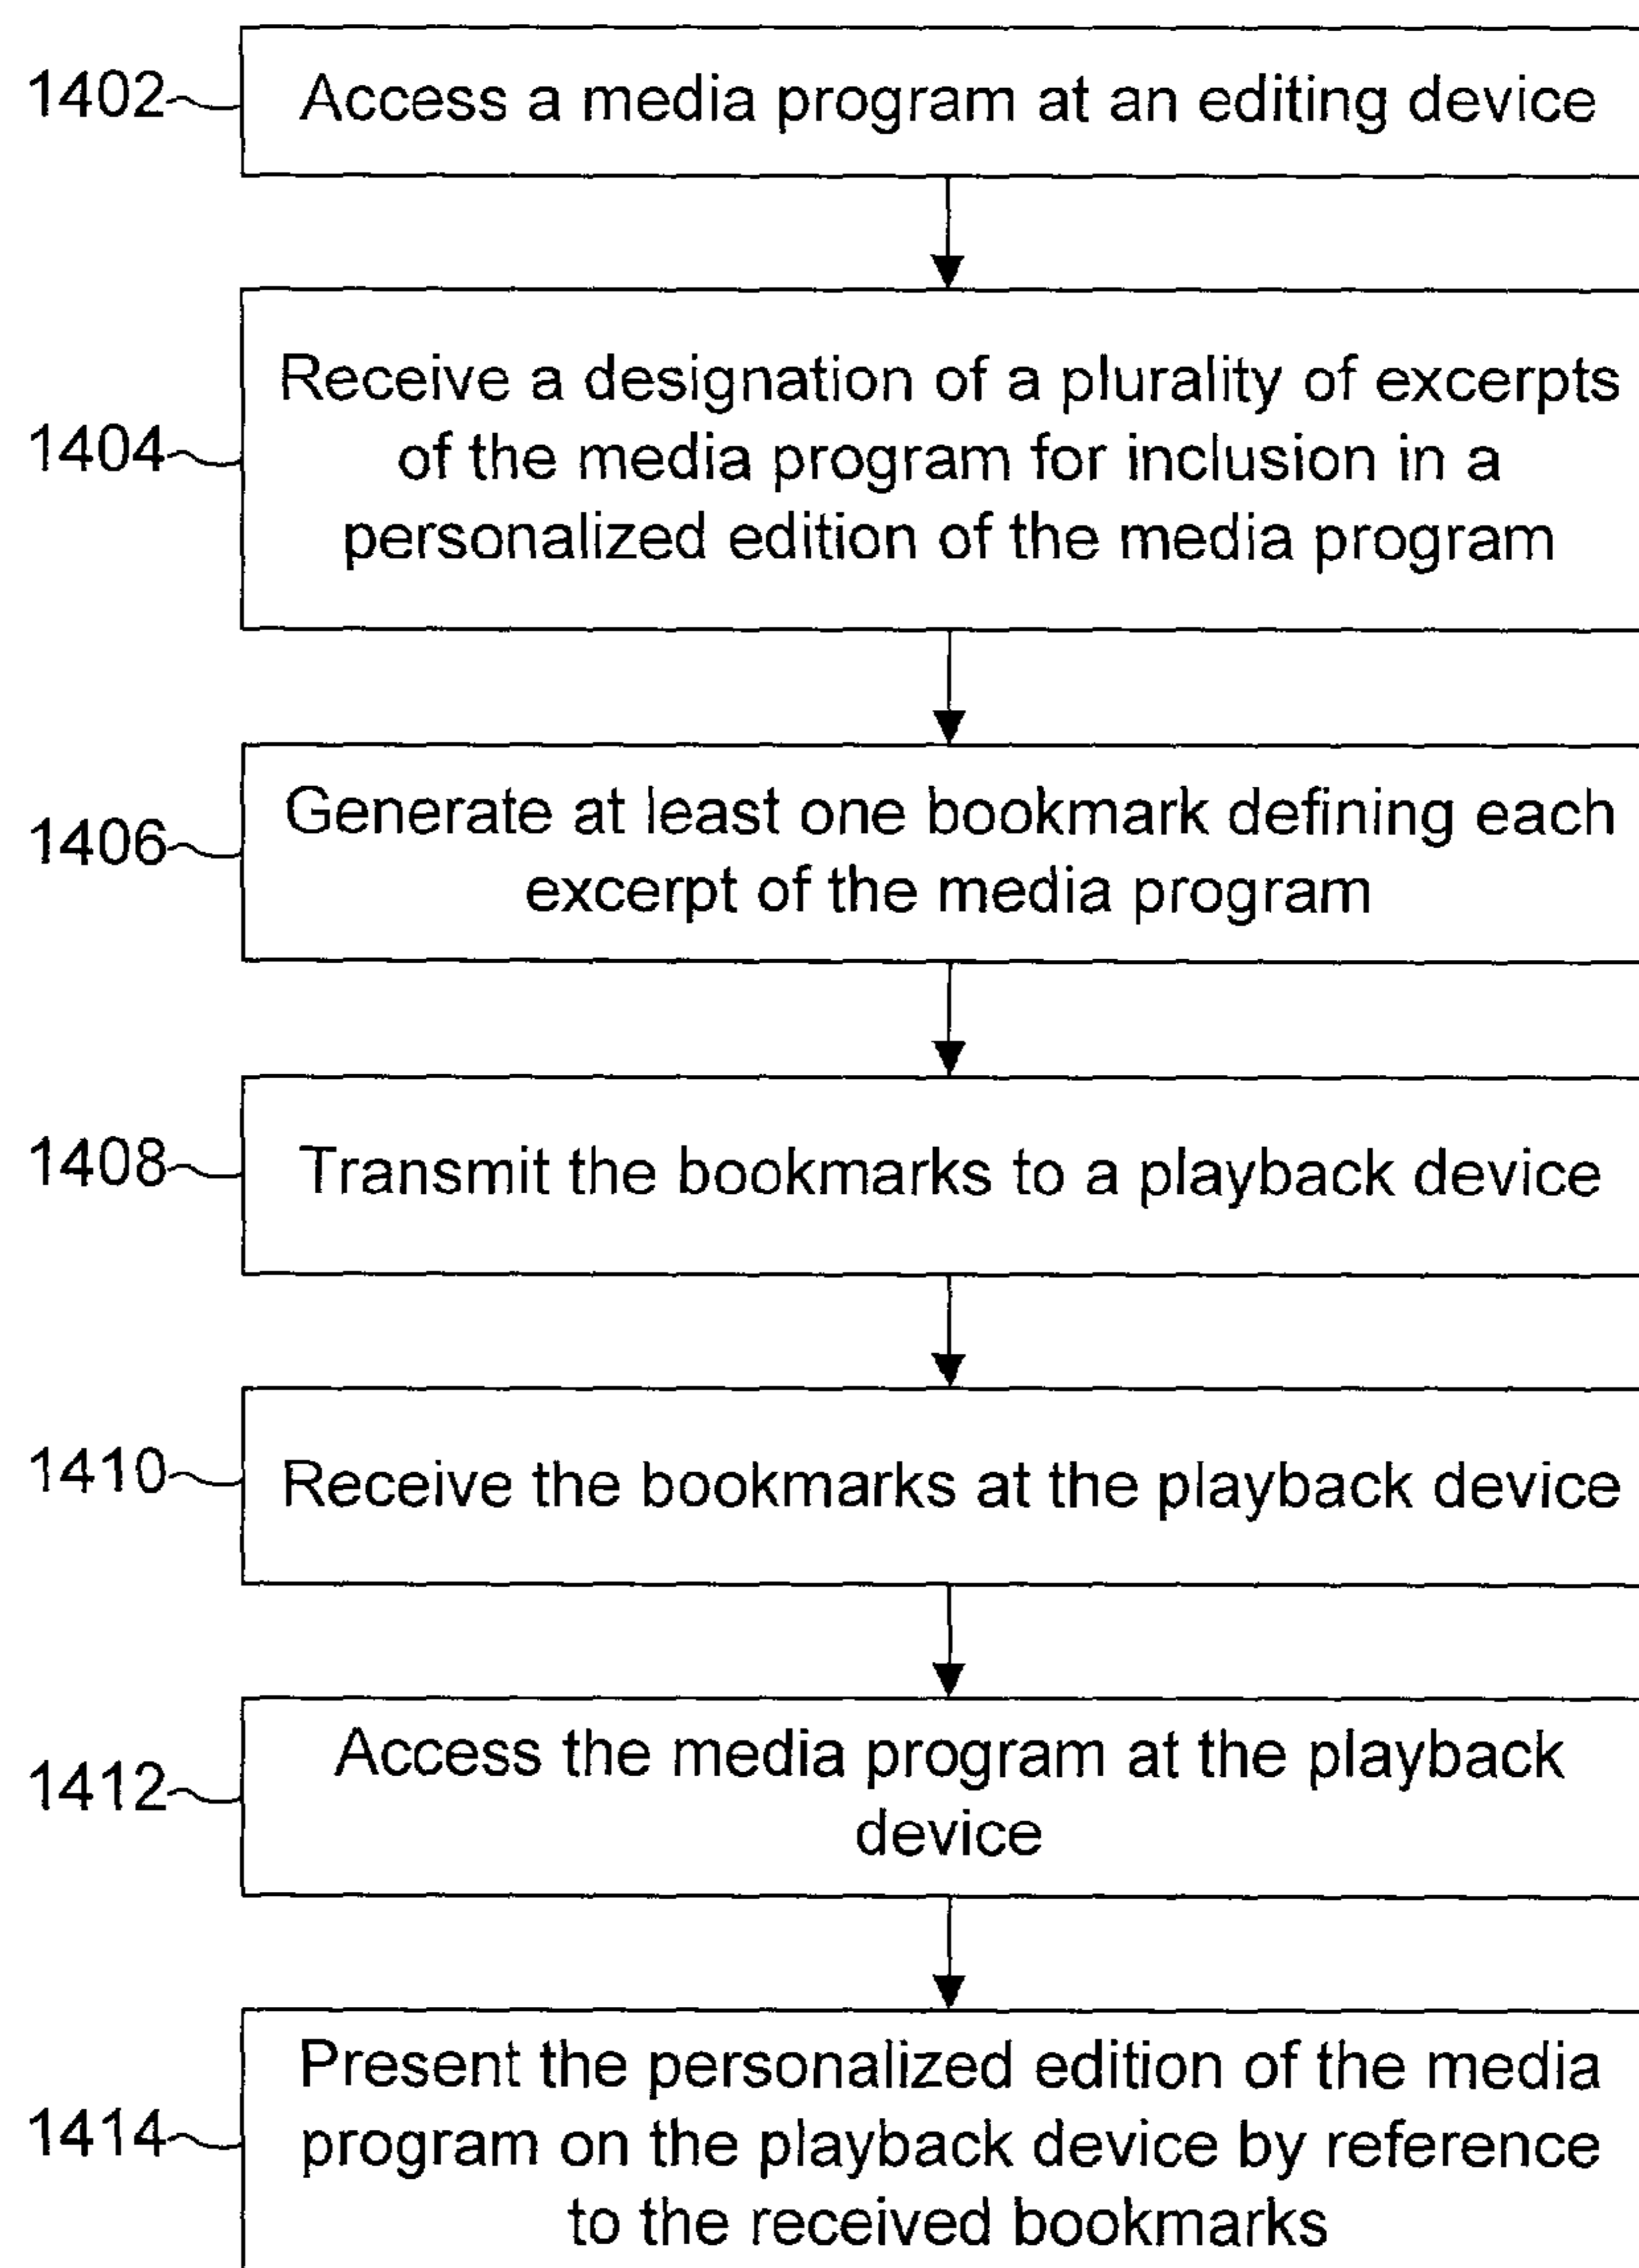 1402 Access a media program at an editing device
Receive a designation of a plurality of excerpts
1404 of the media program for inclusion in a
personalized edition of the media program
1406 Generate at least one bookmark defining each
excerpt of the media program
1408 Transmit the bookmarks to a playback device
1410 Receive the bookmarks at the playback device
1412 Access the media program at the playback
device
Present the personalized edition of the media
1414 program on the playback device by reference
to the received bookmarks